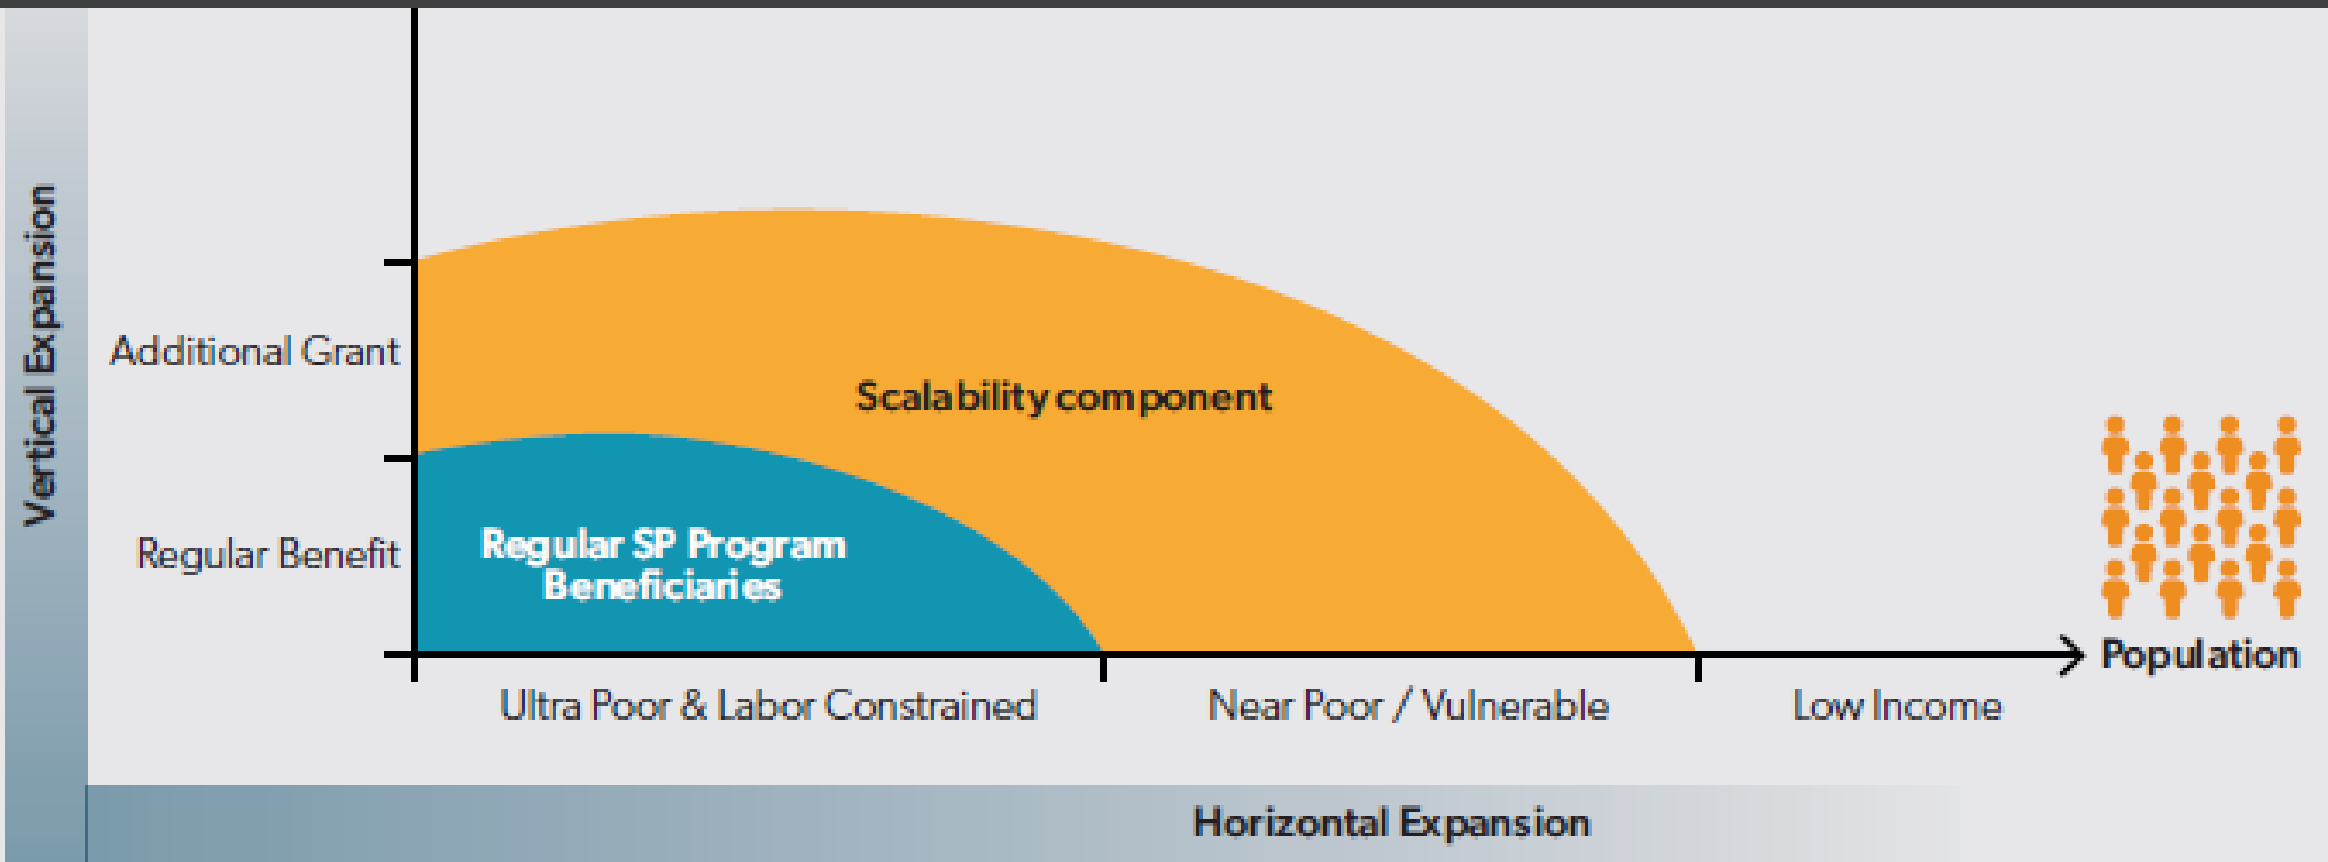 Vertical Expansion
Additional Grant
Scalability component
Regular Benefit
Regular SP Program
Beneficiaries
Population
Ultra Poor & Labor Constrained
Near Poor / Vulnerable
Low Income
Horizontal Expansion